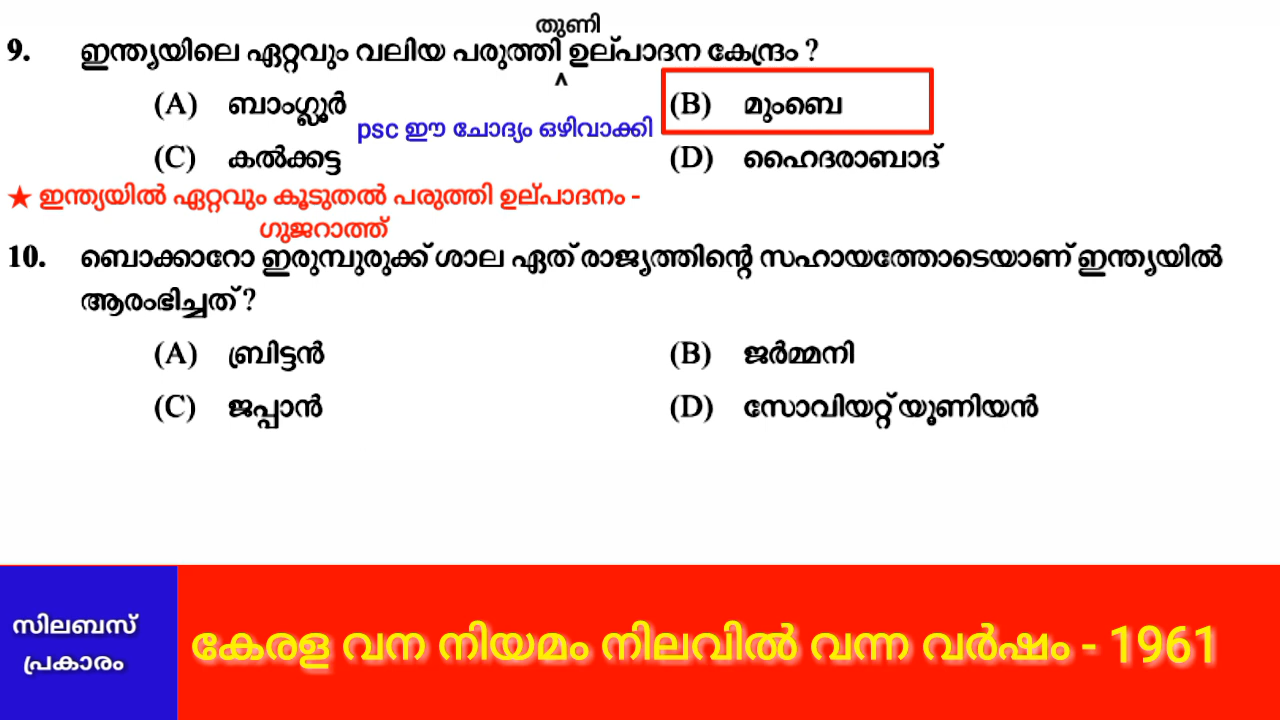 തുണി
9. ഇന്ത്യയിലെ ഏറ്റവും വലിയ പരുത്തി ^ ഉല്പാദന കേന്ദ്രം ?
(A) ബാംഗ്ലൂർ (B) മുംബെ
psc ഈ ചോദ്യം ഒഴിവാക്കി
(C) കൽക്കട്ട (D) ഹൈദരാബാദ്
★ ഇന്ത്യയിൽ ഏറ്റവും കൂടുതൽ പരുത്തി ഉല്പാദനം -
ഗുജറാത്ത്
10. ബൊക്കാറോ ഇരുമ്പുരുക്ക് ശാല ഏത് രാജ്യത്തിന്റെ സഹായത്തോടെയാണ് ഇന്ത്യയിൽ
ആരംഭിച്ചത് ?
(A) ബ്രിട്ടൻ (B) ജർമ്മനി
(C) ജപ്പാൻ (D) സോവിയറ്റ് യൂണിയൻ
സിലബസ്
പ്രകാരം
കേരള വന നിയമം നിലവിൽ വന്ന വർഷം - 1961